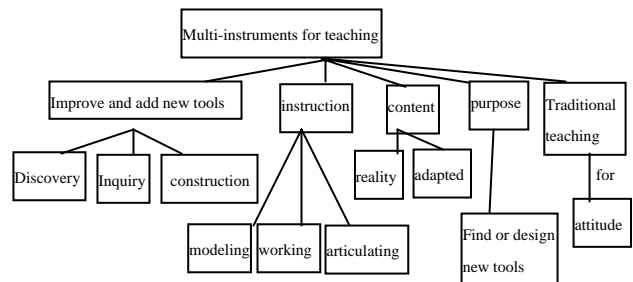 Multi-instruments for teaching
Improve and add new tools
instruction
content
purpose
Traditional
teaching
Discovery
Inquiry
construction
reality
adapted
for
attitude
modeling
working
articulating
Find or design
new tools